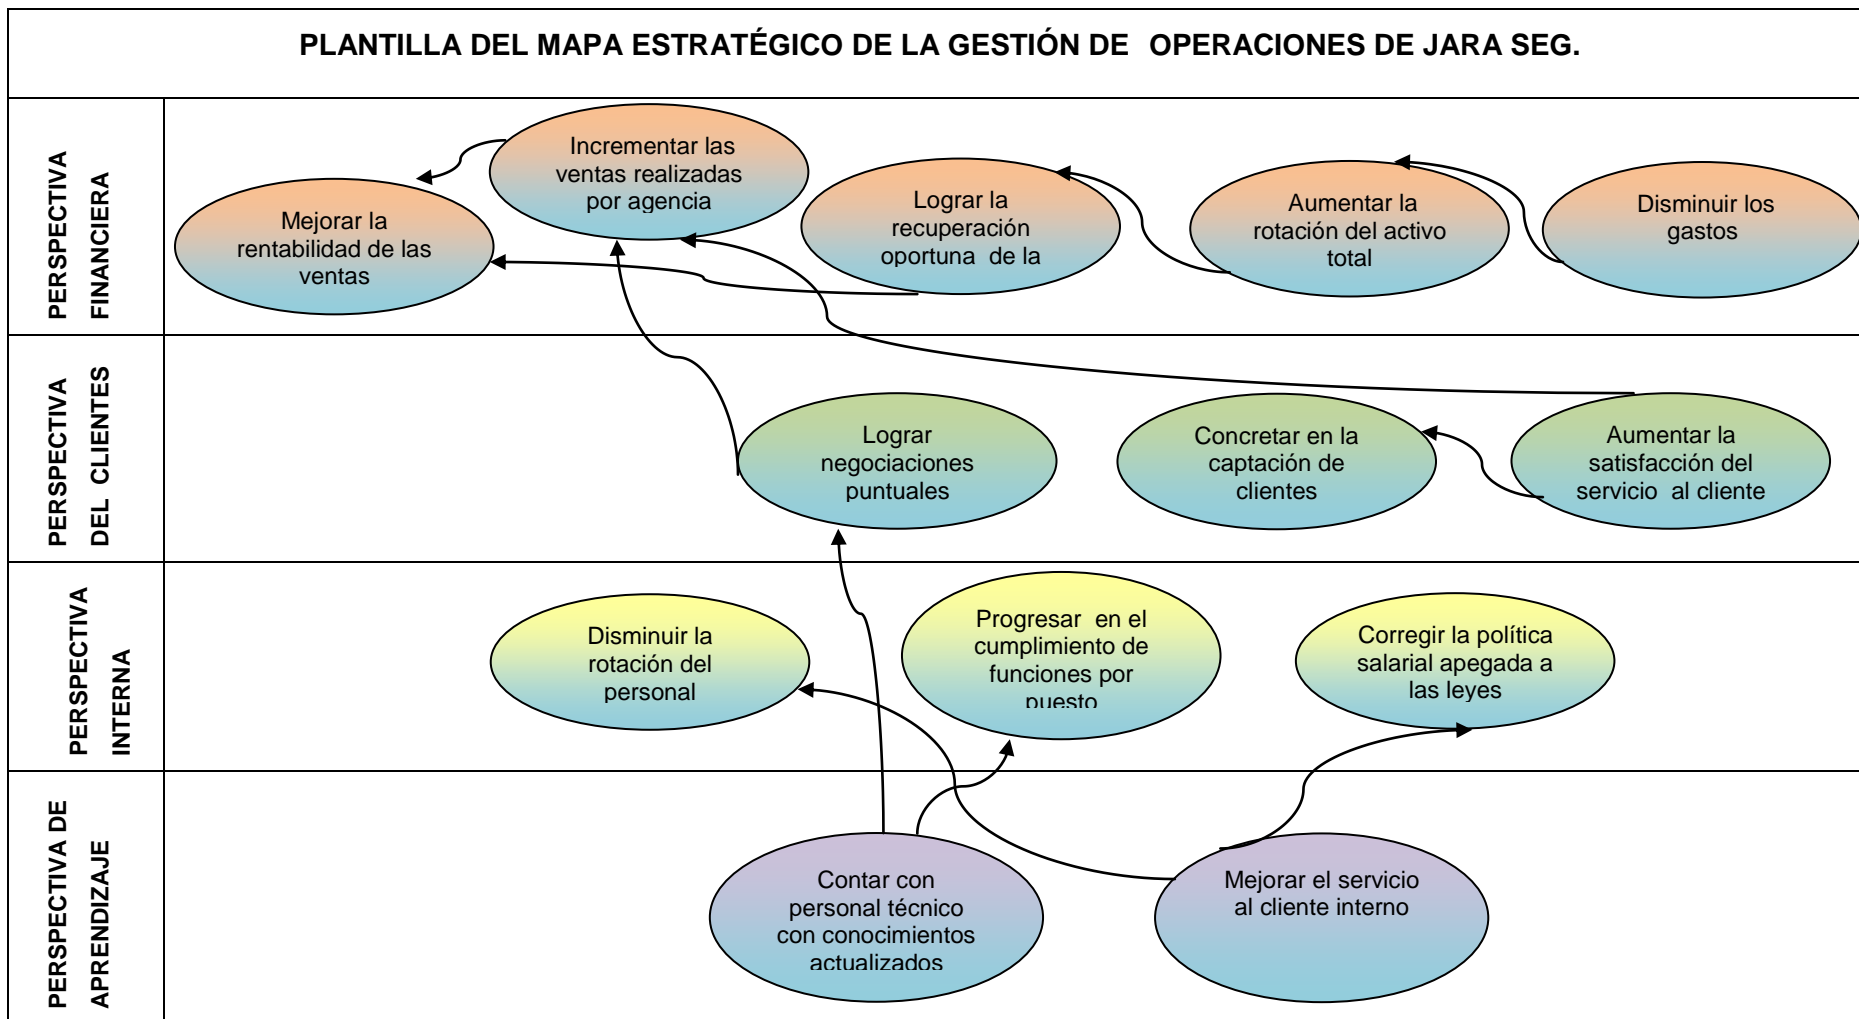 PLANTILLA DEL MAPA ESTRATÉGICO DE LA GESTIÓN DE OPERACIONES DE JARA SEG.
PERSPECTIVA
FINANCIERA
Mejorar la
rentabilidad de las
ventas
Incrementar las
ventas realizadas
por agencia
Lograr la
recuperación
oportuna de la
Aumentar la
rotación del activo
total
Disminuir los
gastos
PERSPECTIVA
DEL CLIENTES
Lograr
negociaciones
puntuales
Concretar en la
captación de
clientes
Aumentar la
satisfacción del
servicio al cliente
PERSPECTIVA
INTERNA
Disminuir la
rotación del
personal
Progresar en el
cumplimiento de
funciones por
puesto
Corregir la política
salarial apegada a
las leyes
PERSPECTIVA DE
APRENDIZAJE
Contar con
personal técnico
con conocimientos
actualizados
Mejorar el servicio
al cliente interno